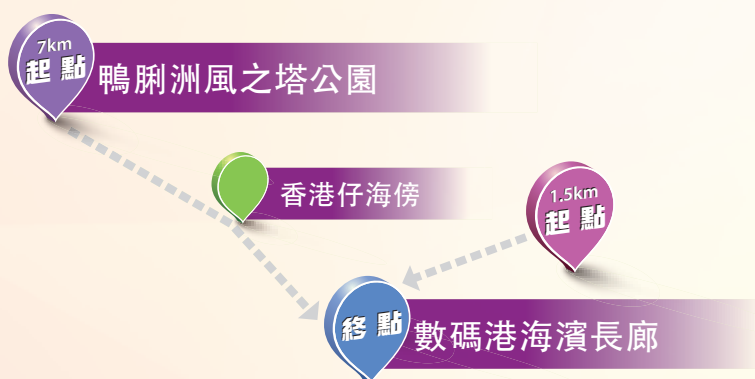 7km
起點
鴨脷洲風之塔公園
香港仔海傍
1.5km
起點
終點
數碼港海濱長廊